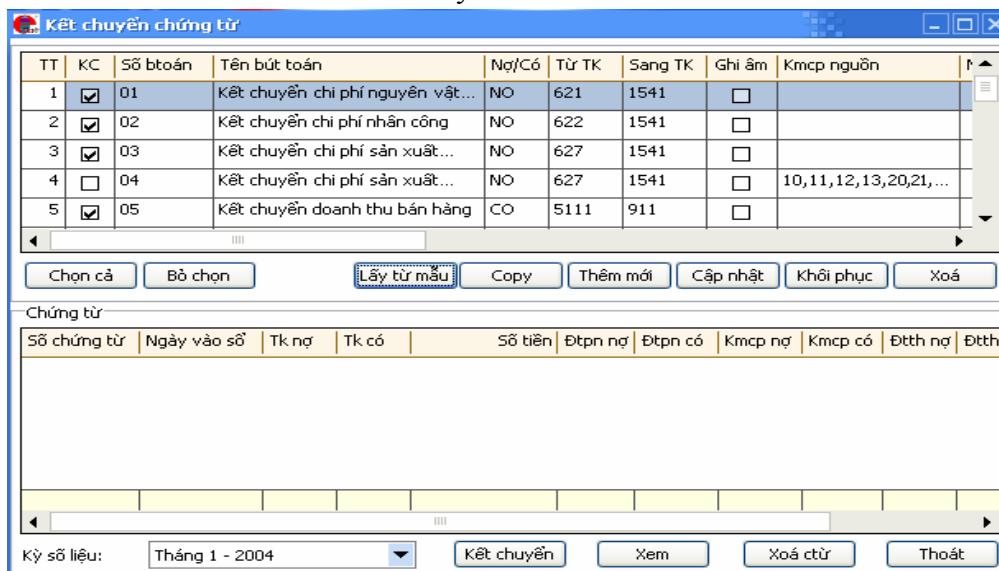 Kết chuyển chứng từ
TT KC Số btoán Tên bút toán Nợ/Có Từ TK Sang TK Ghi âm Kmcp nguồn
1 01 Kết chuyển chi phí nguyên vật... NO 621 1541
2 02 Kết chuyển chi phí nhân công NO 622 1541
3 03 Kết chuyển chi phí sản xuất... NO 627 1541
4 04 Kết chuyển chi phí sản xuất... NO 627 1541 10,11,12,13,20,21,...
5 05 Kết chuyển doanh thu bán hàng CO 5111 911
Chọn cả Bỏ chọn Lấy từ mẫu Copy Thêm mới Cập nhật Khôi phục Xoá
Chứng từ
Số chứng từ Ngày vào sổ Tk nợ Tk có Số tiền Đtpn nợ Đtpn có Kmcp nợ Kmcp có Đtth nợ Đtth
Kỳ số liệu: Tháng 1 - 2004 Kết chuyển Xem Xoá ctừ Thoát